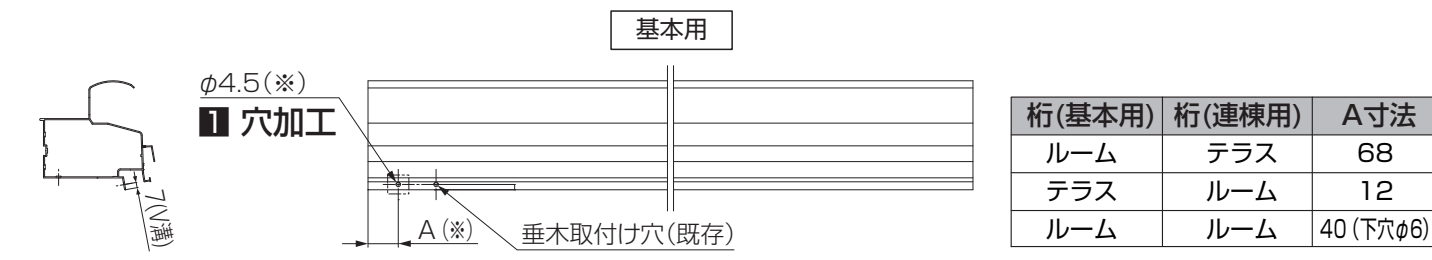 基本用
φ4.5(※)
1 穴加工
7(V溝)
A(※)
垂木取付け穴(既存)
桁(基本用) 桁(連棟用) A寸法
ルーム テラス 68
テラス ルーム 12
ルーム ルーム 40(下穴φ6)